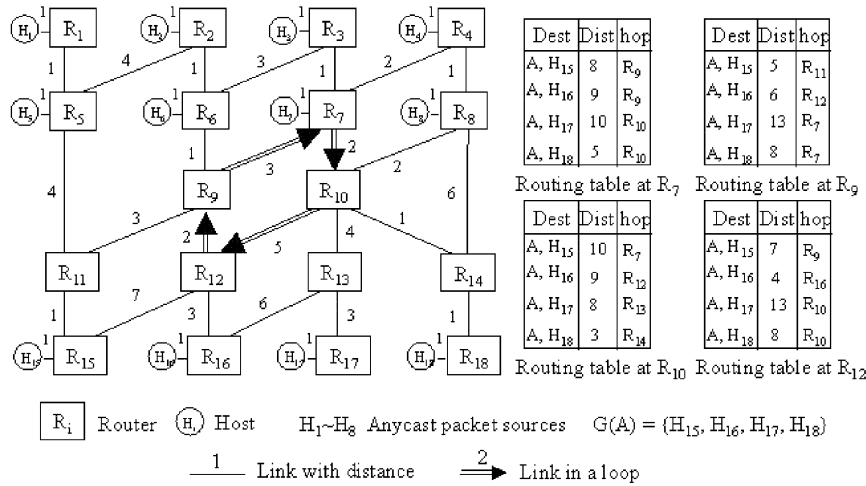 H1 1 R1 H2 1 R2 H3 1 R3 H4 1 R4
1 4 1 3 1 2 1
H5 1 R5 H6 1 R6 H7 1 R7 H8 1 R8
1 3 2 2
4 R9 R10 6
3 2 5 4 1
R11 R12 R13 R14
1 7 3 6 3 1
H15 1 R15 H16 1 R16 H17 1 R17 H18 1 R18
Dest Dist hop
A, H15 8 R9
A, H16 9 R9
A, H17 10 R10
A, H18 5 R10
Routing table at R7
Dest Dist hop
A, H15 5 R11
A, H16 6 R12
A, H17 13 R7
A, H18 8 R7
Routing table at R9
Dest Dist hop
A, H15 10 R7
A, H16 9 R12
A, H17 8 R13
A, H18 3 R14
Routing table at R10
Dest Dist hop
A, H15 7 R9
A, H16 4 R16
A, H17 13 R10
A, H18 8 R10
Routing table at R12
Ri Router Hi Host H1~H8 Anycast packet sources G(A) = {H15, H16, H17, H18}
1 Link with distance 2 Link in a loop